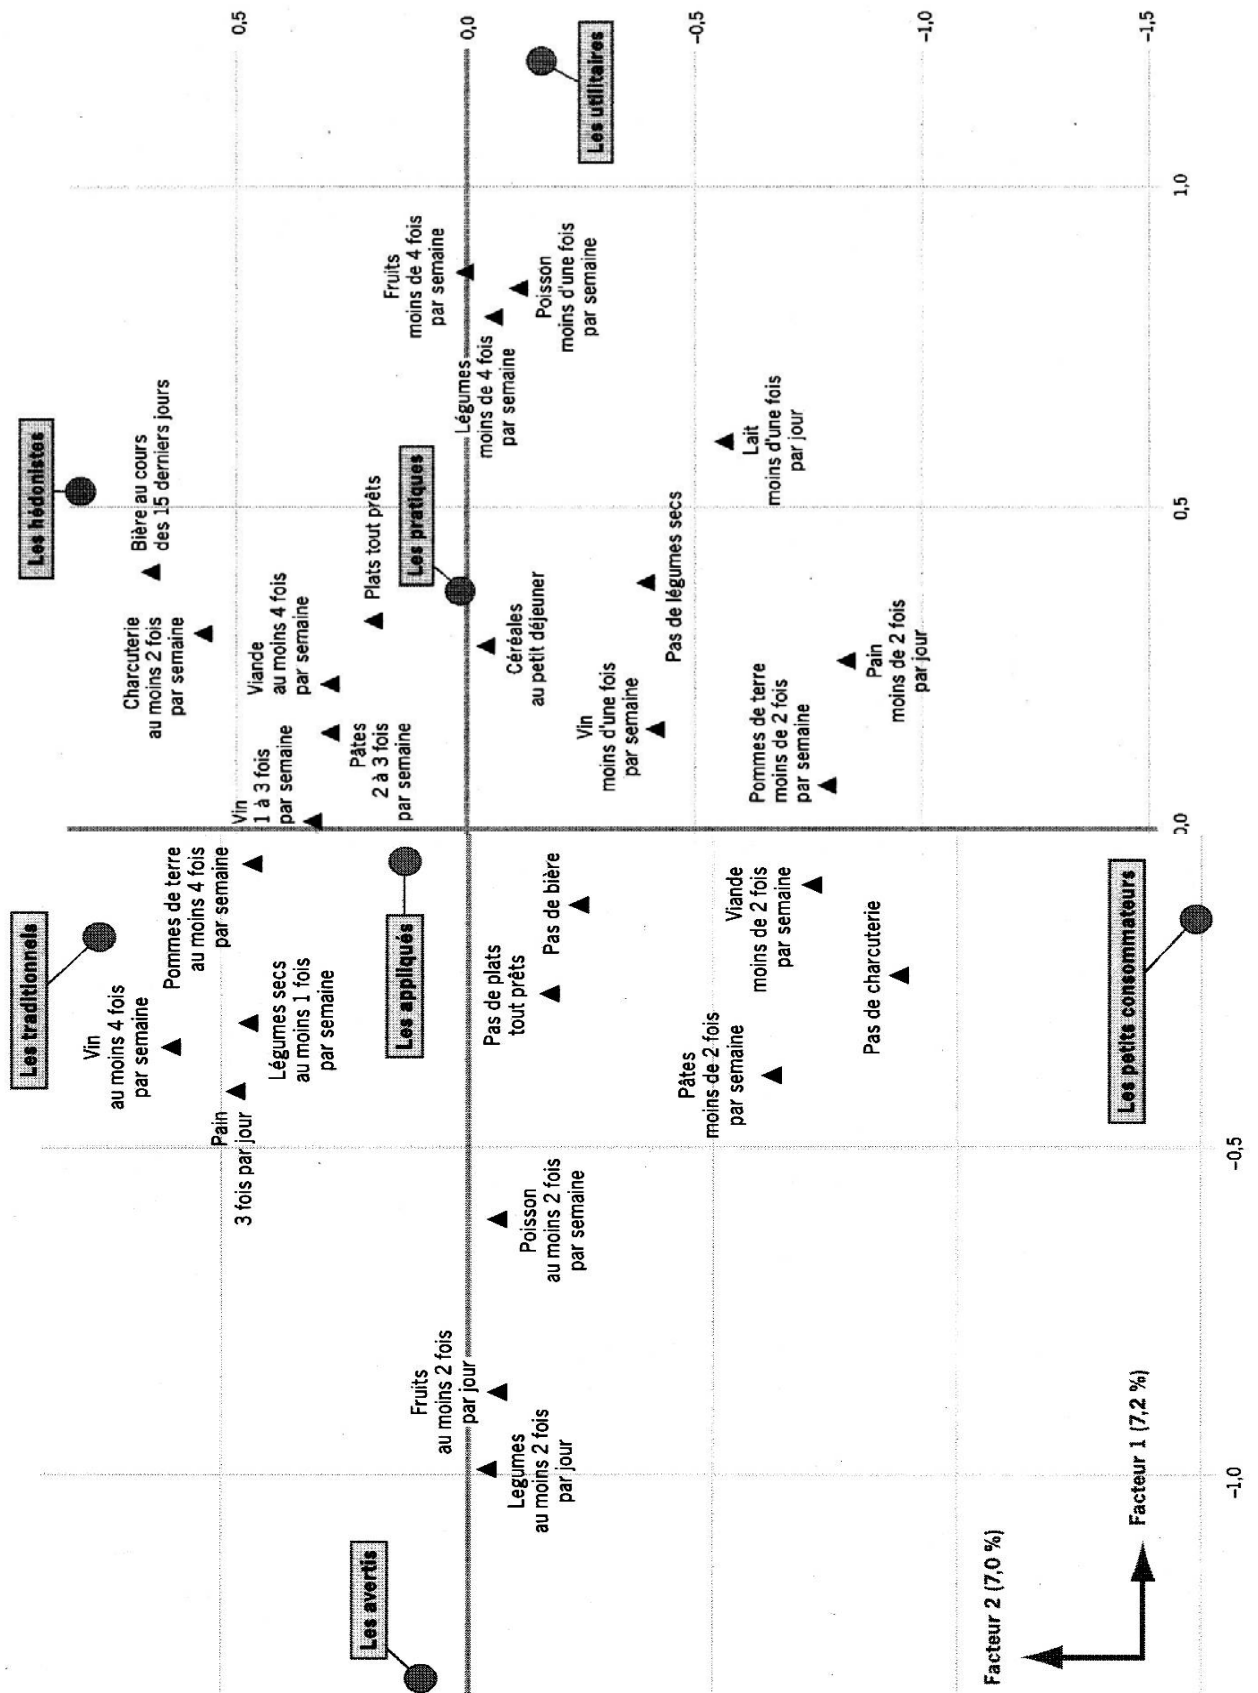 Les traditionnels
Les hédonistes
Vin
au moins 4 fois
par semaine
Pommes de terre
au moins 4 fois
par semaine
Charcuterie
au moins 2 fois
par semaine
Bière au cours
des 15 derniers jours
0,5
Pain
3 fois par jour
Légumes secs
au moins 1 fois
par semaine
Vin
1 à 3 fois
par semaine
Viande
au moins 4 fois
par semaine
Pâtes
2 à 3 fois
par semaine
Plats tout prêts
Les avertis
Les appliqués
Les pratiques
Fruits
au moins 2 fois
par jour
Fruits
moins de 4 fois
par semaine
0,0
Legumes
au moins 2 fois
par jour
Poisson
au moins 2 fois
par semaine
Pas de plats
tout prêts
Pas de bière
Céréales
au petit déjeuner
Légumes
moins de 4 fois
par semaine
Poisson
moins d'une fois
par semaine
Les utilitaires
Vin
moins d'une fois
par semaine
Pas de légumes secs
-0,5
Pâtes
moins de 2 fois
par semaine
Viande
moins de 2 fois
par semaine
Pas de charcuterie
Pommes de terre
moins de 2 fois
par semaine
Pain
moins de 2 fois
par jour
Lait
moins d'une fois
par jour
-1,0
Facteur 2 (7,0 %)
Facteur 1 (7,2 %)
Les petits consommateurs
-1,5
-1,0
-0,5
0,0
0,5
1,0